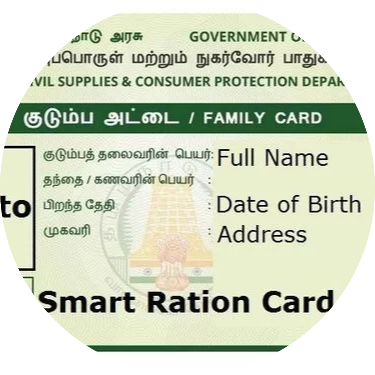 நாடு அரசு GOVERNMENT O
மற்றும் நுகர்வோர்
CIVIL SUPPLIES & CONSUMER PROTECTION DEPAR
குடும்ப அட்டை / FAMILY CARD
குடும்பத் தலைவரின் பெயர்: Full Name
தந்தை / கணவரின் பெயர் :
பிறந்த தேதி : Date of Birth
to
முகவரி : Address
Smart Ration Card